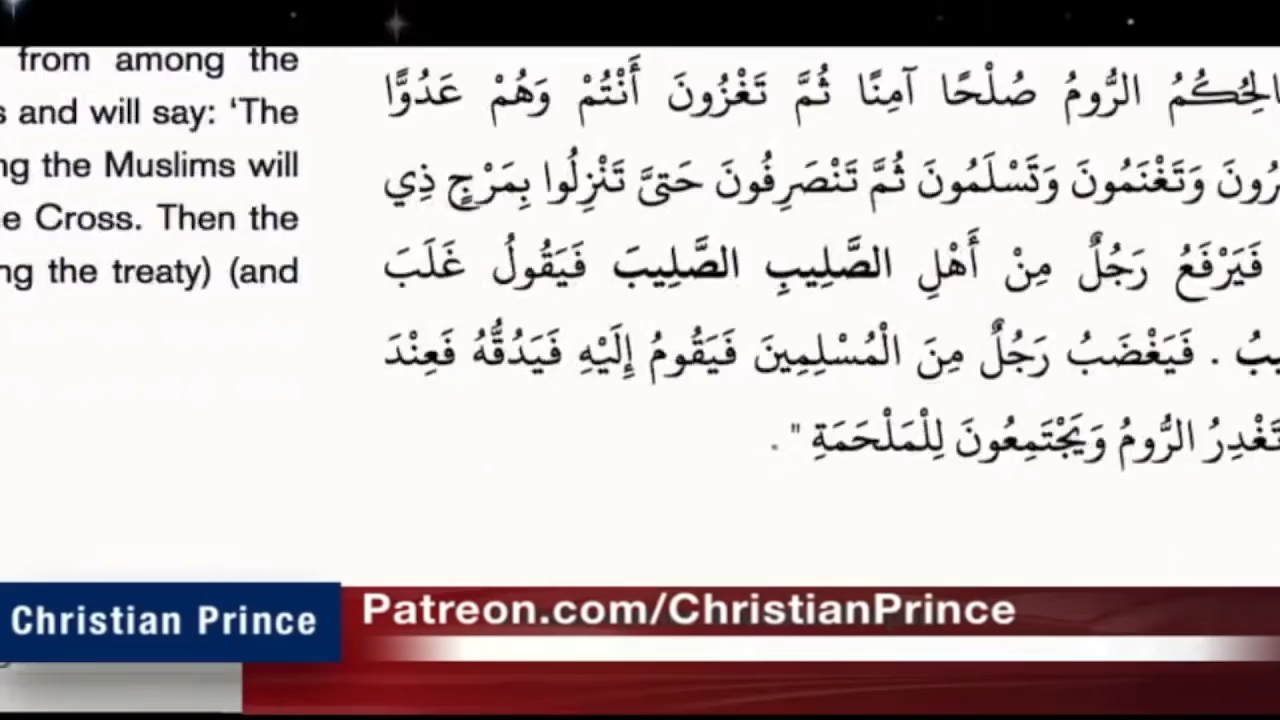 from among the
s and will say: ‘The
ng the Muslims will
e Cross. Then the
ng the treaty) (and
الِحُكُمُ الرُّومُ صُلْحًا آمِنًا ثُمَّ تَغْزُونَ أَنْتُمْ وَهُمْ عَدُوًّا
رُونَ وَتَغْنَمُونَ وَتَسْلَمُونَ ثُمَّ تَنْصَرِفُونَ حَتىَّ تَنْزِلُوا بِمَرْجٍ ذِي
فَيَرْفَعُ رَجُلٌ مِنْ أَهْلِ الصَّلِيبِ الصَّلِيبَ فَيَقُولُ غَلَبَ
يبُ . فَيَغْضَبُ رَجُلٌ مِنَ الْمُسْلِمِينَ فَيَقُومُ إِلَيْهِ فَيَدُقُّهُ فَعِنْدَ
تَغْدِرُ الرُّومُ وَيَجْتَمِعُونَ لِلْمَلْحَمَةِ " .
Christian Prince
Patreon.com/ChristianPrince